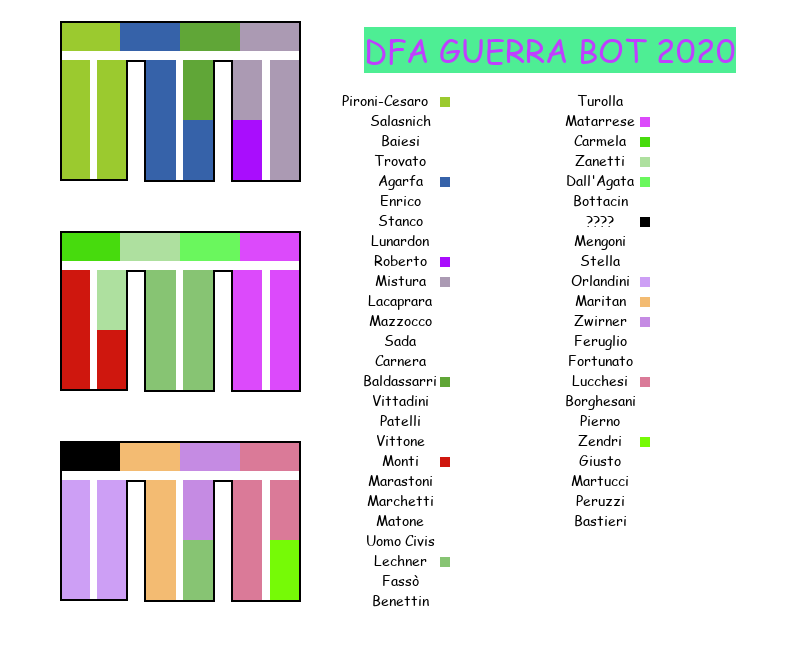 DFA GUERRA BOT 2020
Pironi-Cesaro
Salasnich
Baiesi
Trovato
Agarfa
Enrico
Stanco
Lunardon
Roberto
Mistura
Lacaprara
Mazzocco
Sada
Carnera
Baldassarri
Vittadini
Patelli
Vittone
Monti
Marastoni
Marchetti
Matone
Uomo Civis
Lechner
Fassò
Benettin
Turolla
Matarrese
Carmela
Zanetti
Dall'Agata
Bottacin
????
Mengoni
Stella
Orlandini
Maritan
Zwirner
Feruglio
Fortunato
Lucchesi
Borghesani
Pierno
Zendri
Giusto
Martucci
Peruzzi
Bastieri